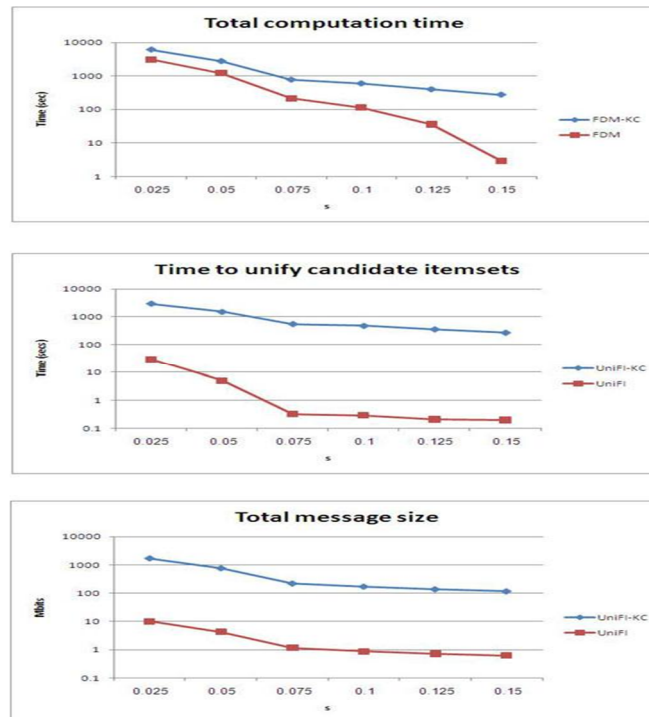 Total computation time
10000
1000
100
10
1
Time (sec)
0.025 0.05 0.075 0.1 0.125 0.15
s
FDM-KC
FDM
Time to unify candidate itemsets
10000
1000
100
10
1
0.1
Time (secs)
0.025 0.05 0.075 0.1 0.125 0.15
s
UniFI-KC
UniFI
Total message size
10000
1000
100
10
1
0.1
Mbits
0.025 0.05 0.075 0.1 0.125 0.15
s
UniFI-KC
UniFI